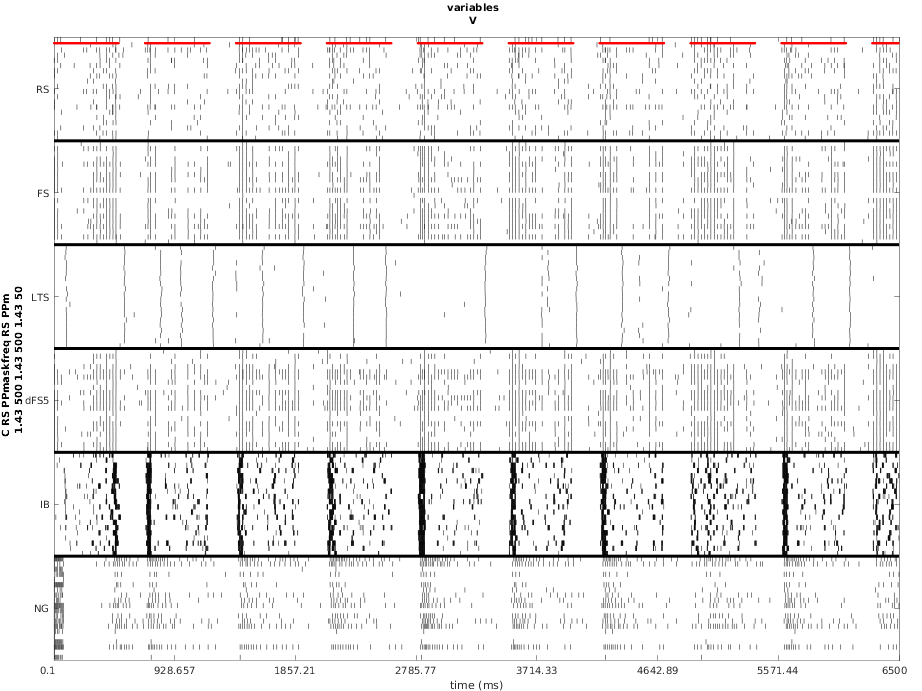 variables
V
RS
FS
LTS
dFS5
IB
NG
C RS PPmaskfreq RS PPm
1.43 500 1.43 500 1.43 50
0.1 928.657 1857.21 2785.77 3714.33 4642.89 5571.44 6500
time (ms)